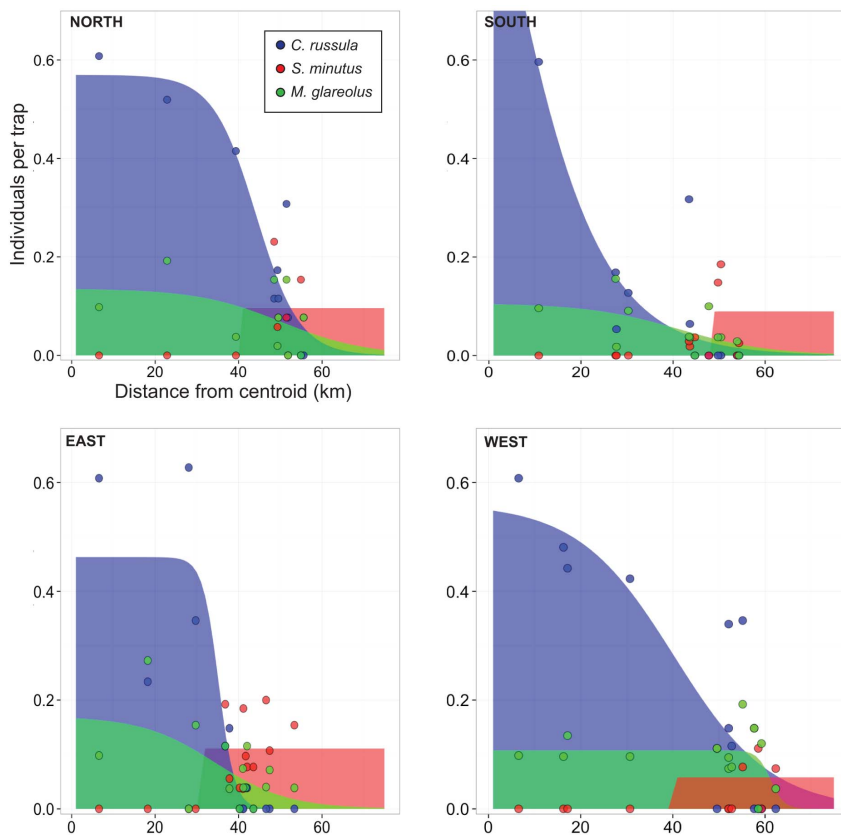 NORTH
C. russula
S. minutus
M. glareolus
Individuals per trap
0.6
0.4
0.2
0.0
0 20 40 60
Distance from centroid (km)
SOUTH
0.6
0.4
0.2
0.0
0 20 40 60
EAST
0.6
0.4
0.2
0.0
0 20 40 60
WEST
0.6
0.4
0.2
0.0
0 20 40 60